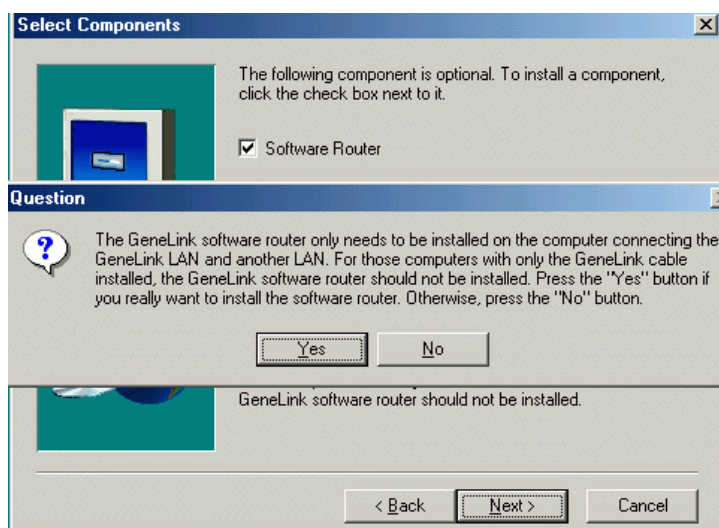 Select Components
The following component is optional. To install a component,
click the check box next to it.
Software Router
Question
The GeneLink software router only needs to be installed on the computer connecting the
GeneLink LAN and another LAN. For those computers with only the GeneLink cable
installed, the GeneLink software router should not be installed. Press the "Yes" button if
you really want to install the software router. Otherwise, press the "No" button.
Yes
No
GeneLink software router should not be installed.
< Back
Next >
Cancel